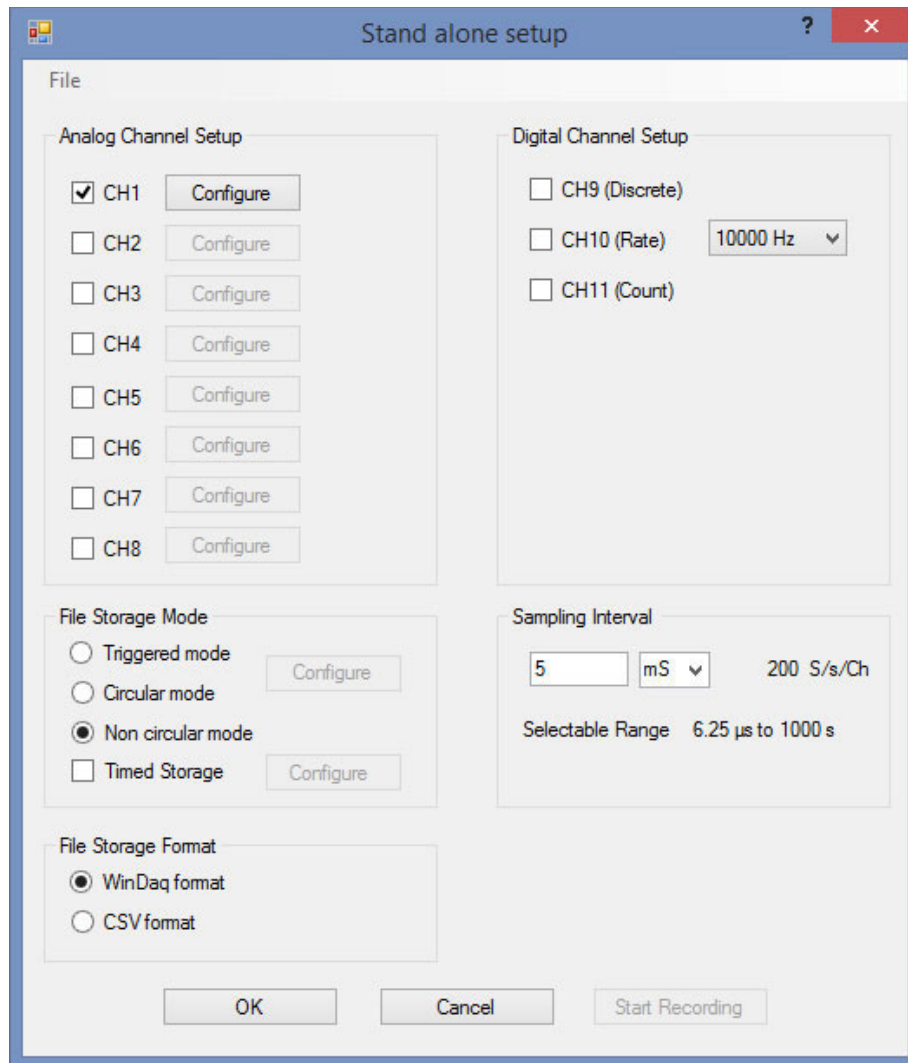 Stand alone setup
?
×
File
Analog Channel Setup
CH1 Configure
CH2 Configure
CH3 Configure
CH4 Configure
CH5 Configure
CH6 Configure
CH7 Configure
CH8 Configure
Digital Channel Setup
CH9 (Discrete)
CH10 (Rate) 10000 Hz
CH11 (Count)
File Storage Mode
Triggered mode
Configure
Circular mode
Non circular mode
Timed Storage Configure
Sampling Interval
5 mS 200 S/s/Ch
Selectable Range 6.25 µs to 1000 s
File Storage Format
WinDaq format
CSV format
OK Cancel Start Recording